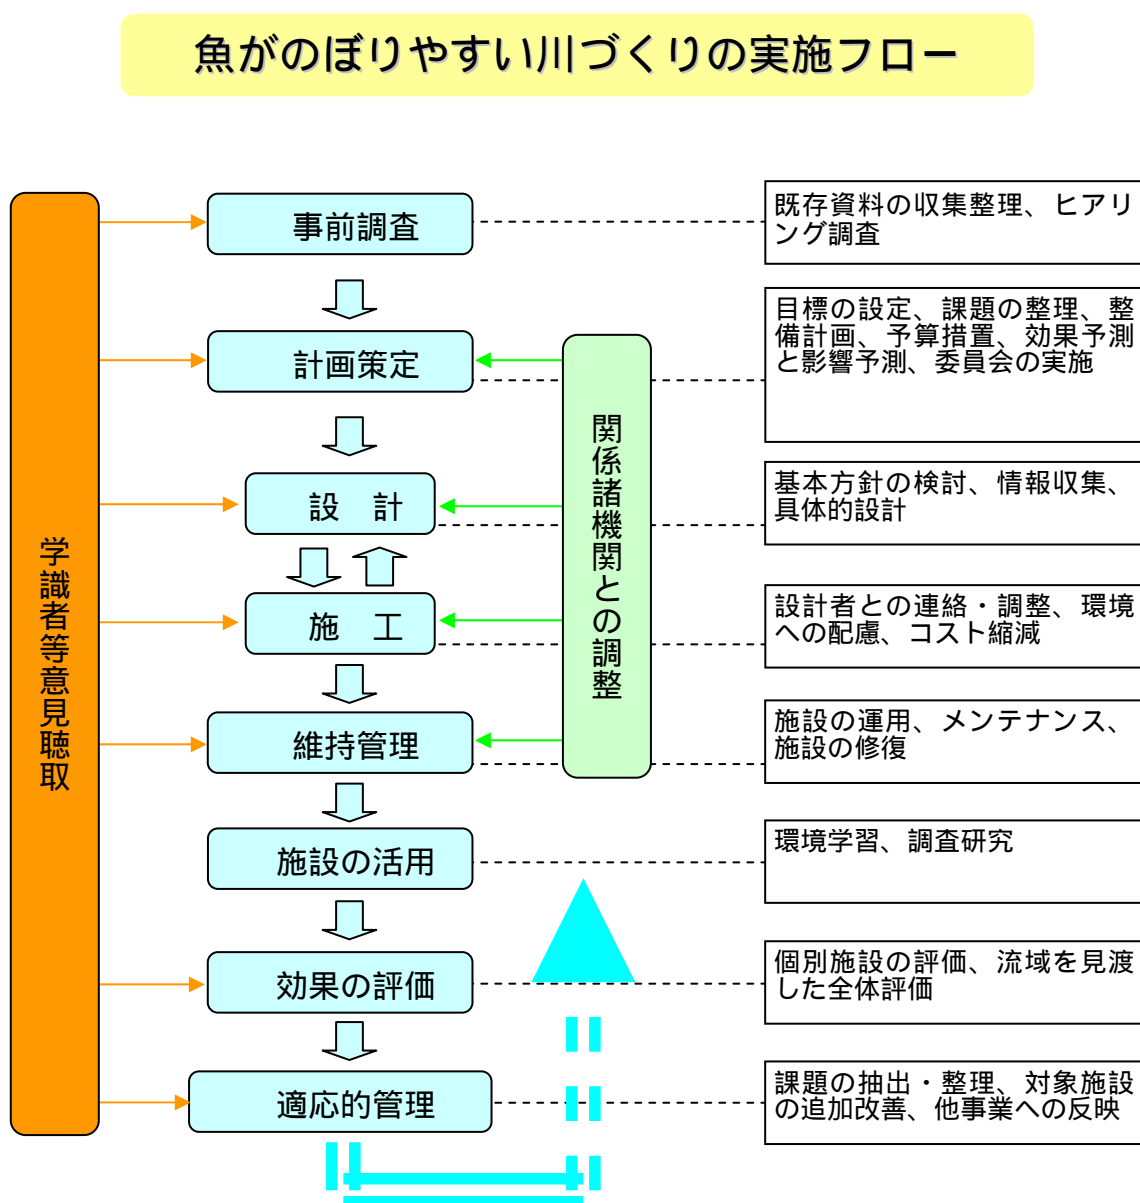 魚がのぼりやすい川づくりの実施フロー
学識者等意見聴取
事前調査
既存資料の収集整理、ヒアリ
ング調査
計画策定
目標の設定、課題の整理、整
備計画、予算措置、効果予測
と影響予測、委員会の実施
関係諸機関との調整
設　計
基本方針の検討、情報収集、
具体的設計
施　工
設計者との連絡・調整、環境
への配慮、コスト縮減
維持管理
施設の運用、メンテナンス、
施設の修復
施設の活用
環境学習、調査研究
効果の評価
個別施設の評価、流域を見渡
した全体評価
適応的管理
課題の抽出・整理、対象施設
の追加改善、他事業への反映